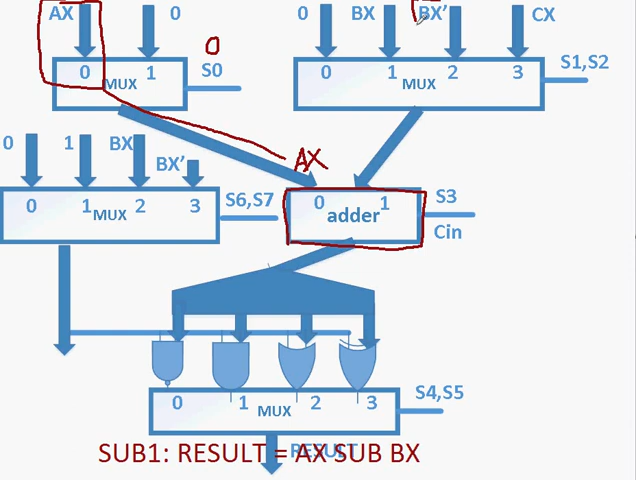 AX 0 0 BX BX' CX
0
0 1 S0 0 1 2 3 S1,S2
MUX MUX
0 1 BX AX
BX'
0 1 2 3 S6,S7 0 1 S3
MUX adder
Cin
0 1 2 3 S4,S5
MUX
RESULT
SUB1: RESULT = AX SUB BX